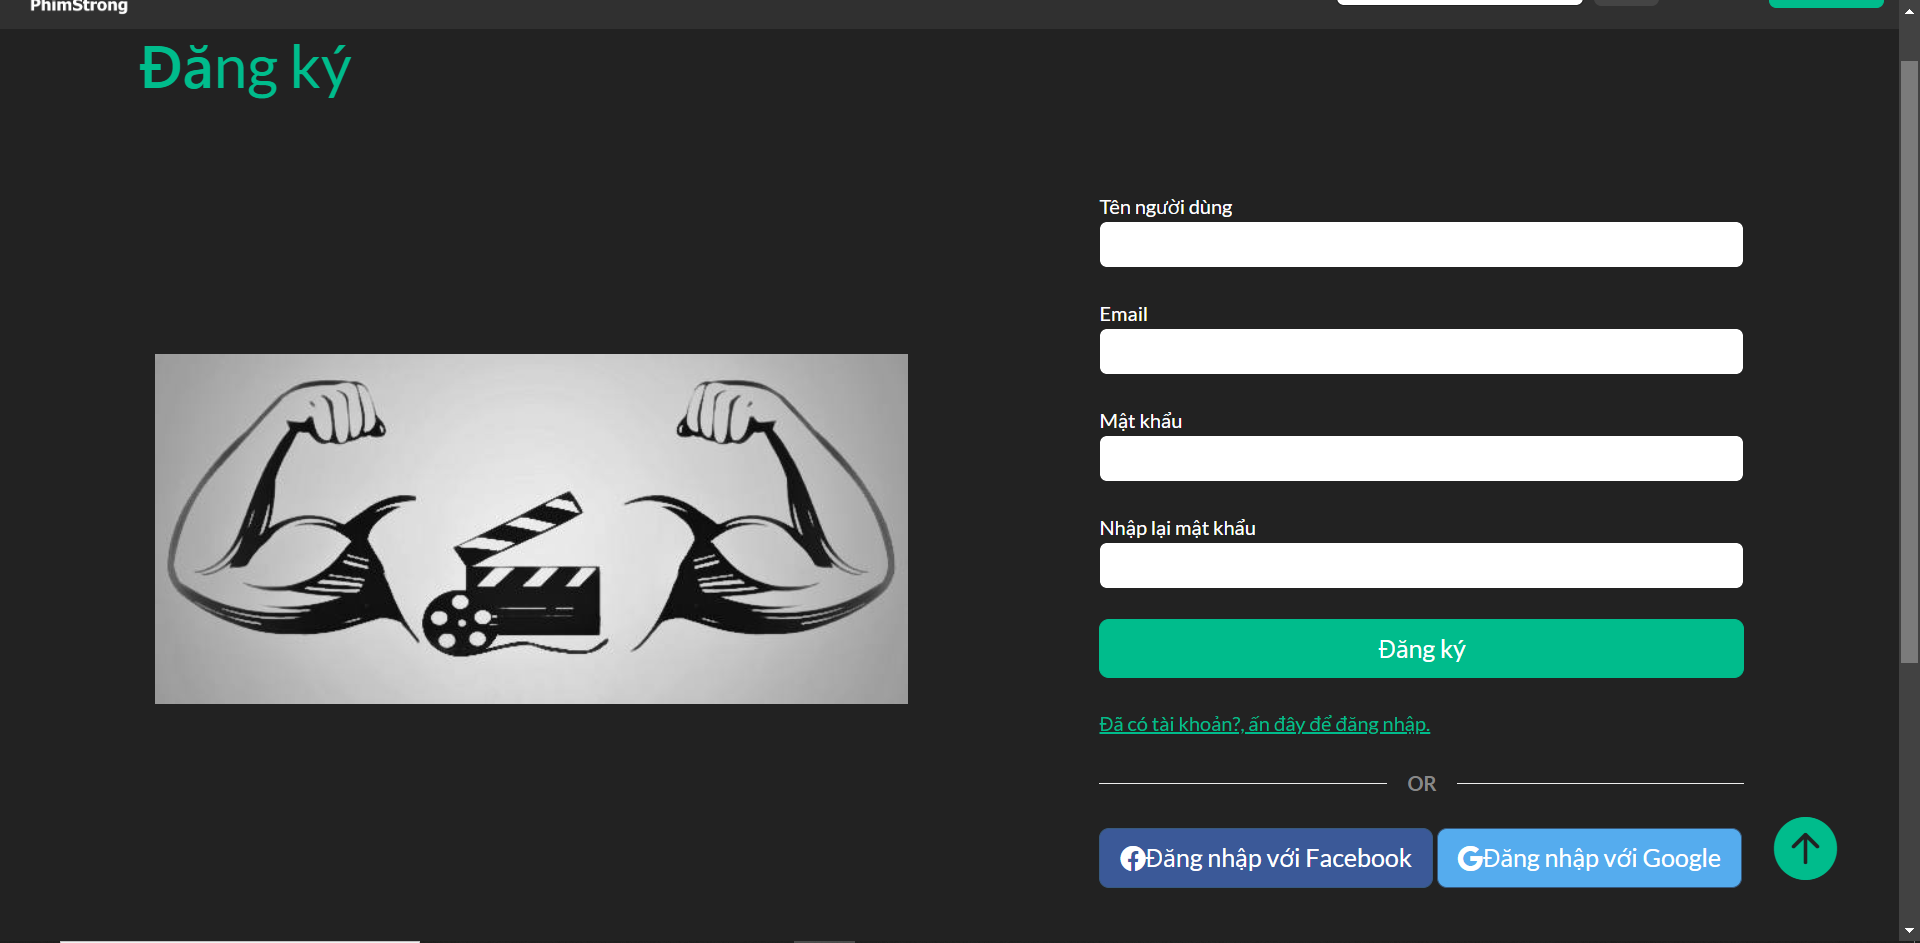 PhimStrong
Đăng ký
Tên người dùng
Email
Mật khẩu
Nhập lại mật khẩu
Đăng ký
Đã có tài khoản?, ấn đây để đăng nhập.
OR
Đăng nhập với Facebook
Đăng nhập với Google